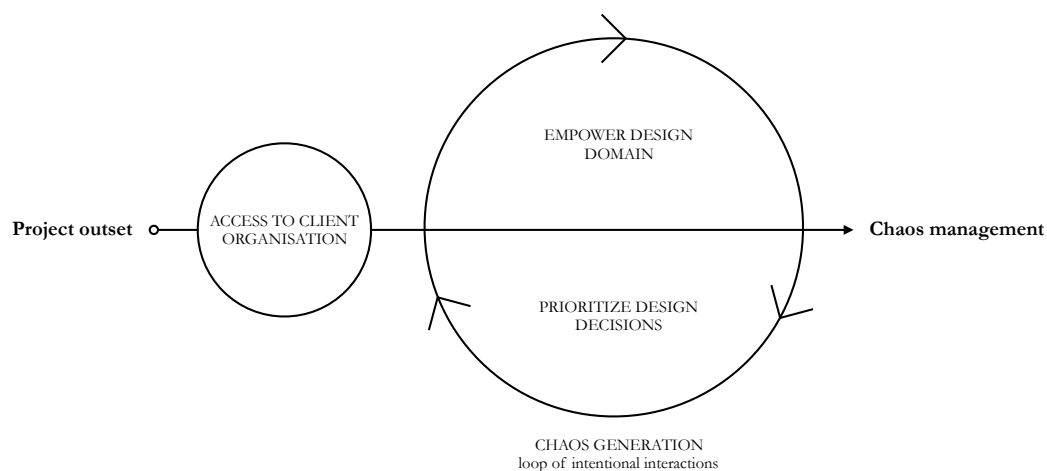 EMPOWER DESIGN
DOMAIN
Project outset
ACCESS TO CLIENT
ORGANISATION
Chaos management
PRIORITIZE DESIGN
DECISIONS
CHAOS GENERATION
loop of intentional interactions